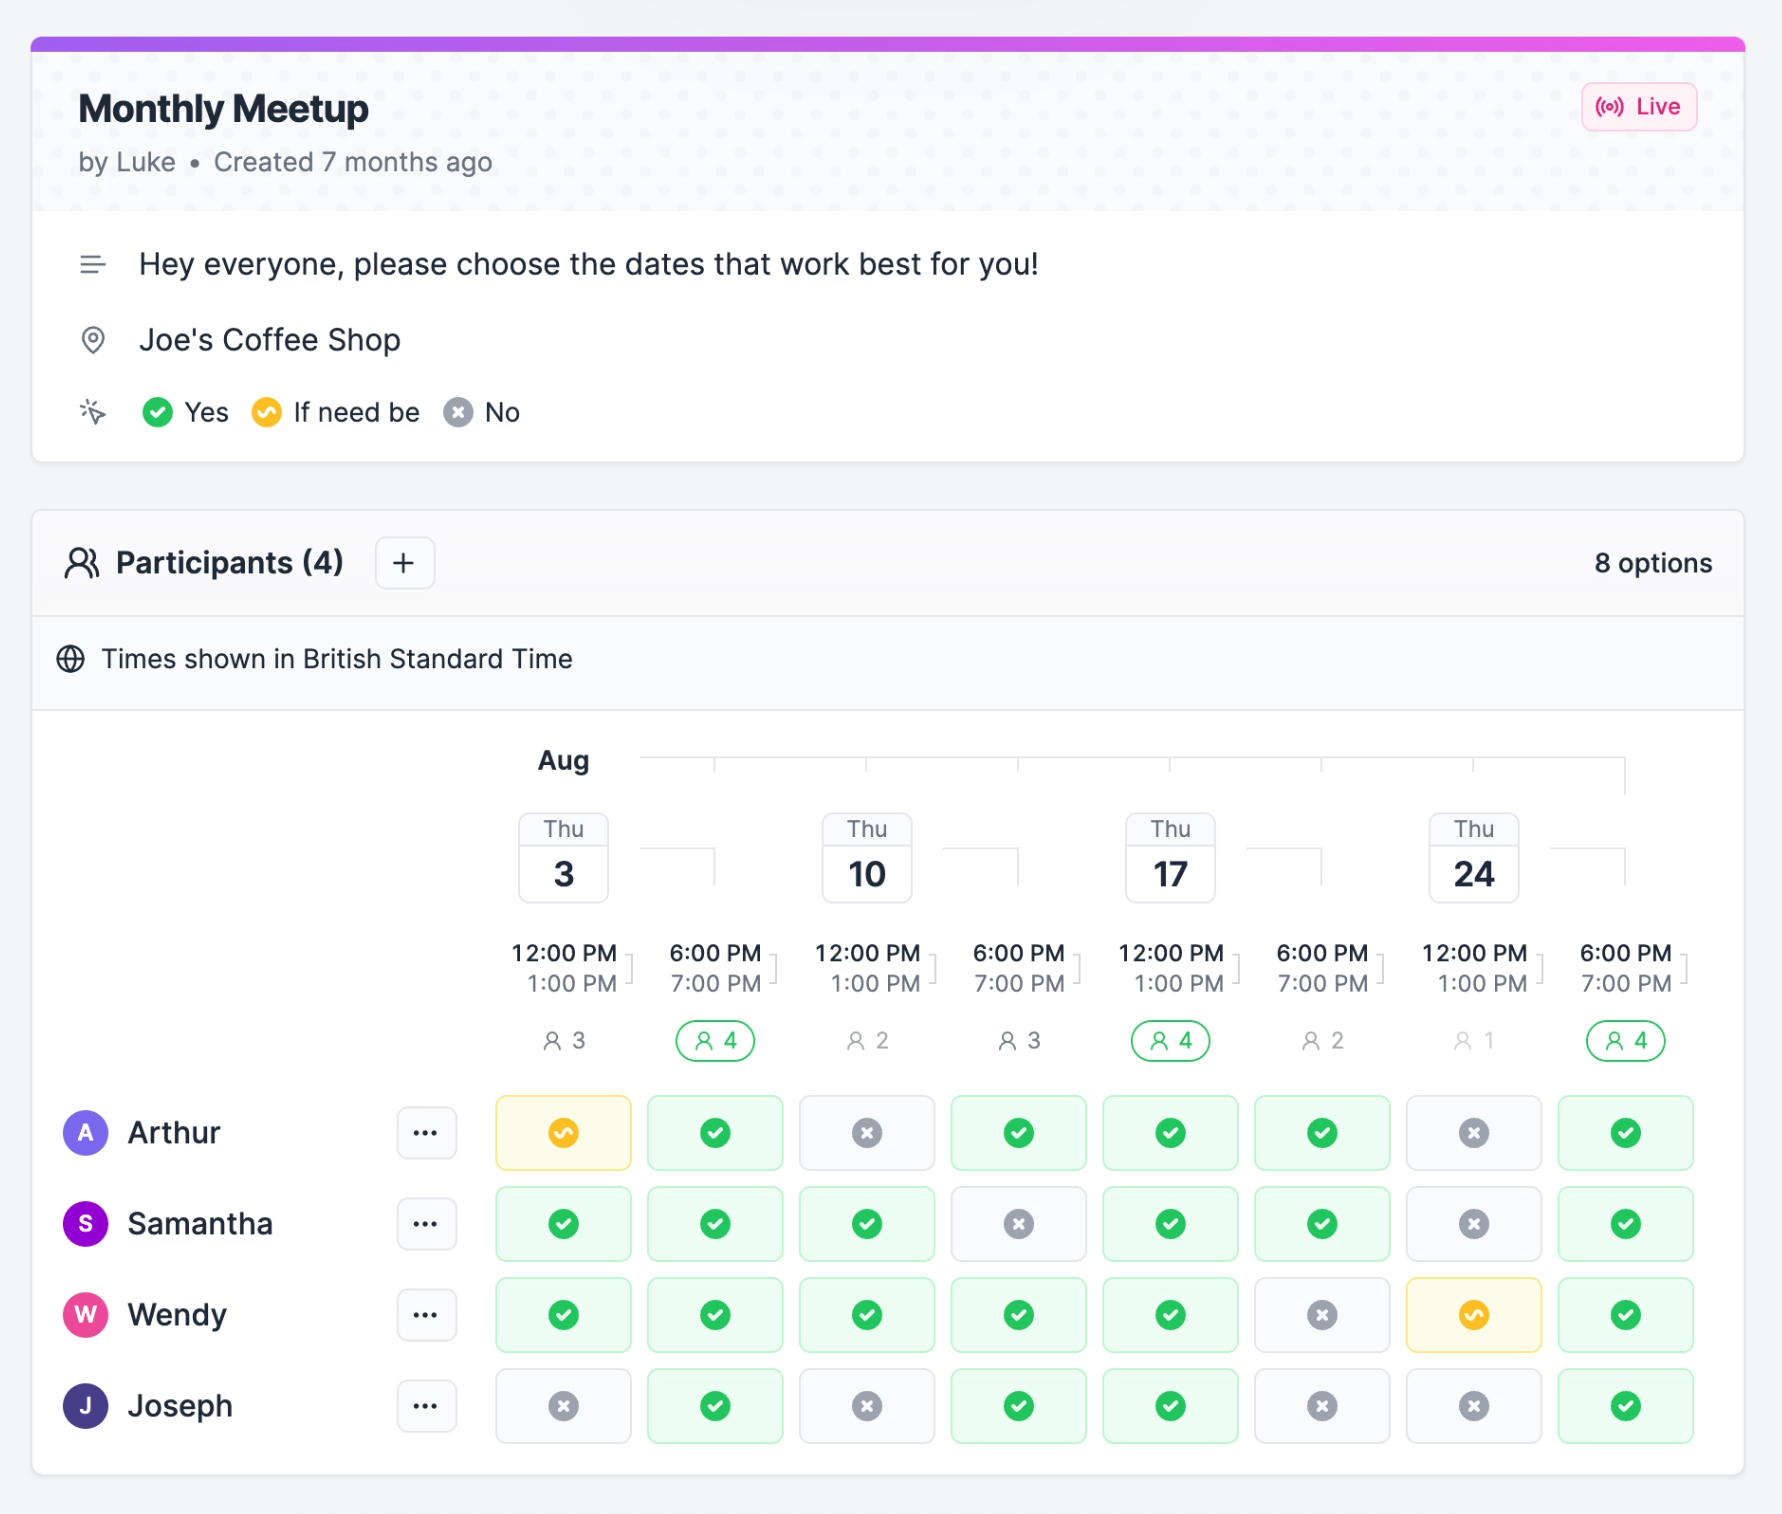 Monthly Meetup
Live
by Luke • Created 7 months ago
Hey everyone, please choose the dates that work best for you!
Joe's Coffee Shop
Yes If need be No
Participants (4) +
8 options
Times shown in British Standard Time
Aug
Thu Thu Thu Thu
3 10 17 24
12:00 PM 6:00 PM 12:00 PM 6:00 PM 12:00 PM 6:00 PM 12:00 PM 6:00 PM
1:00 PM 7:00 PM 1:00 PM 7:00 PM 1:00 PM 7:00 PM 1:00 PM 7:00 PM
3 4 2 3 4 2 1 4
A Arthur
S Samantha
W Wendy
J Joseph